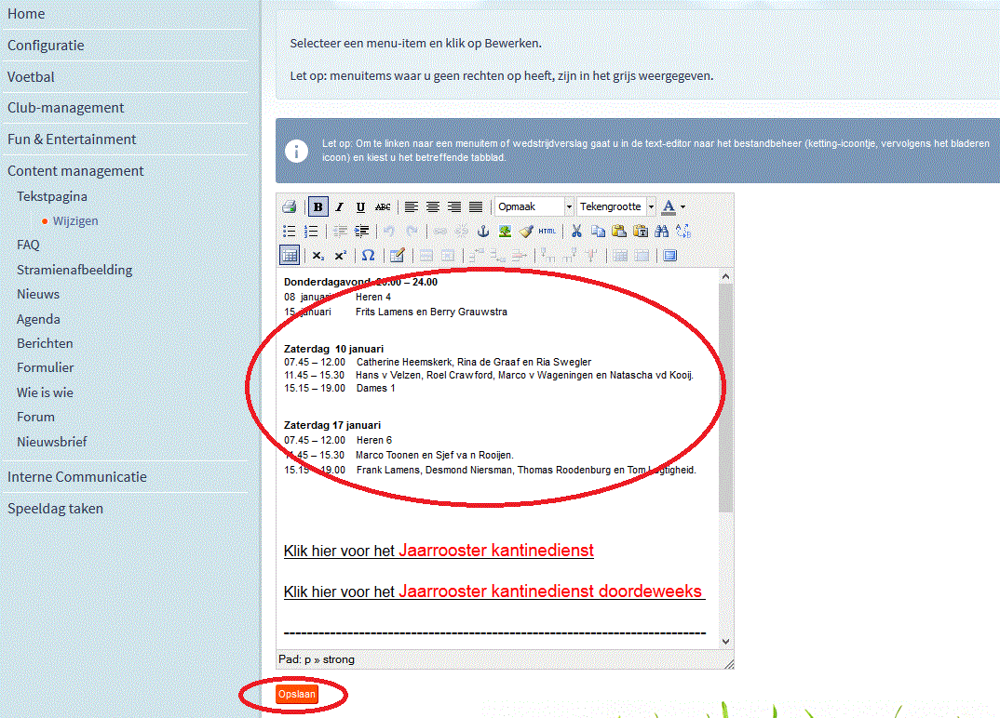 Home
Configuratie
Voetbal
Club-management
Fun & Entertainment
Content management
Tekstpagina
Wijzigen
FAQ
Stramienafbeelding
Nieuws
Agenda
Berichten
Formulier
Wie is wie
Forum
Nieuwsbrief
Interne Communicatie
Speeldag taken
Selecteer een menu-item en klik op Bewerken.
Let op: menuitems waar u geen rechten op heeft, zijn in het grijs weergegeven.
Let op: Om te linken naar een menuitem of wedstrijdverslag gaat u in de text-editor naar het bestandbeheer (ketting-icoontje, vervolgens het bladeren
icoon) en kiest u het betreffende tabblad.
B I U ABC Opmaak Tekengrootte A
HTML
Donderdagavond 20.00 – 24.00
08 januari Heren 4
15 januari Frits Lamens en Berry Grauwstra
Zaterdag 10 januari
07.45 – 12.00 Catherine Heemskerk, Rina de Graaf en Ria Swegler
11.45 – 15.30 Hans v Velzen, Roel Crawford, Marco v Wageningen en Natascha vd Kooij.
15.15 – 19.00 Dames 1
Zaterdag 17 januari
07.45 – 12.00 Heren 6
11.45 – 15.30 Marco Toonen en Sjef va n Rooijen.
15.15 – 19.00 Frank Lamens, Desmond Niersman, Thomas Roodenburg en Tom
Klik hier voor het Jaarrooster kantinedienst
Klik hier voor het Jaarrooster kantinedienst doordeweeks
Pad: p » strong
Opslaan